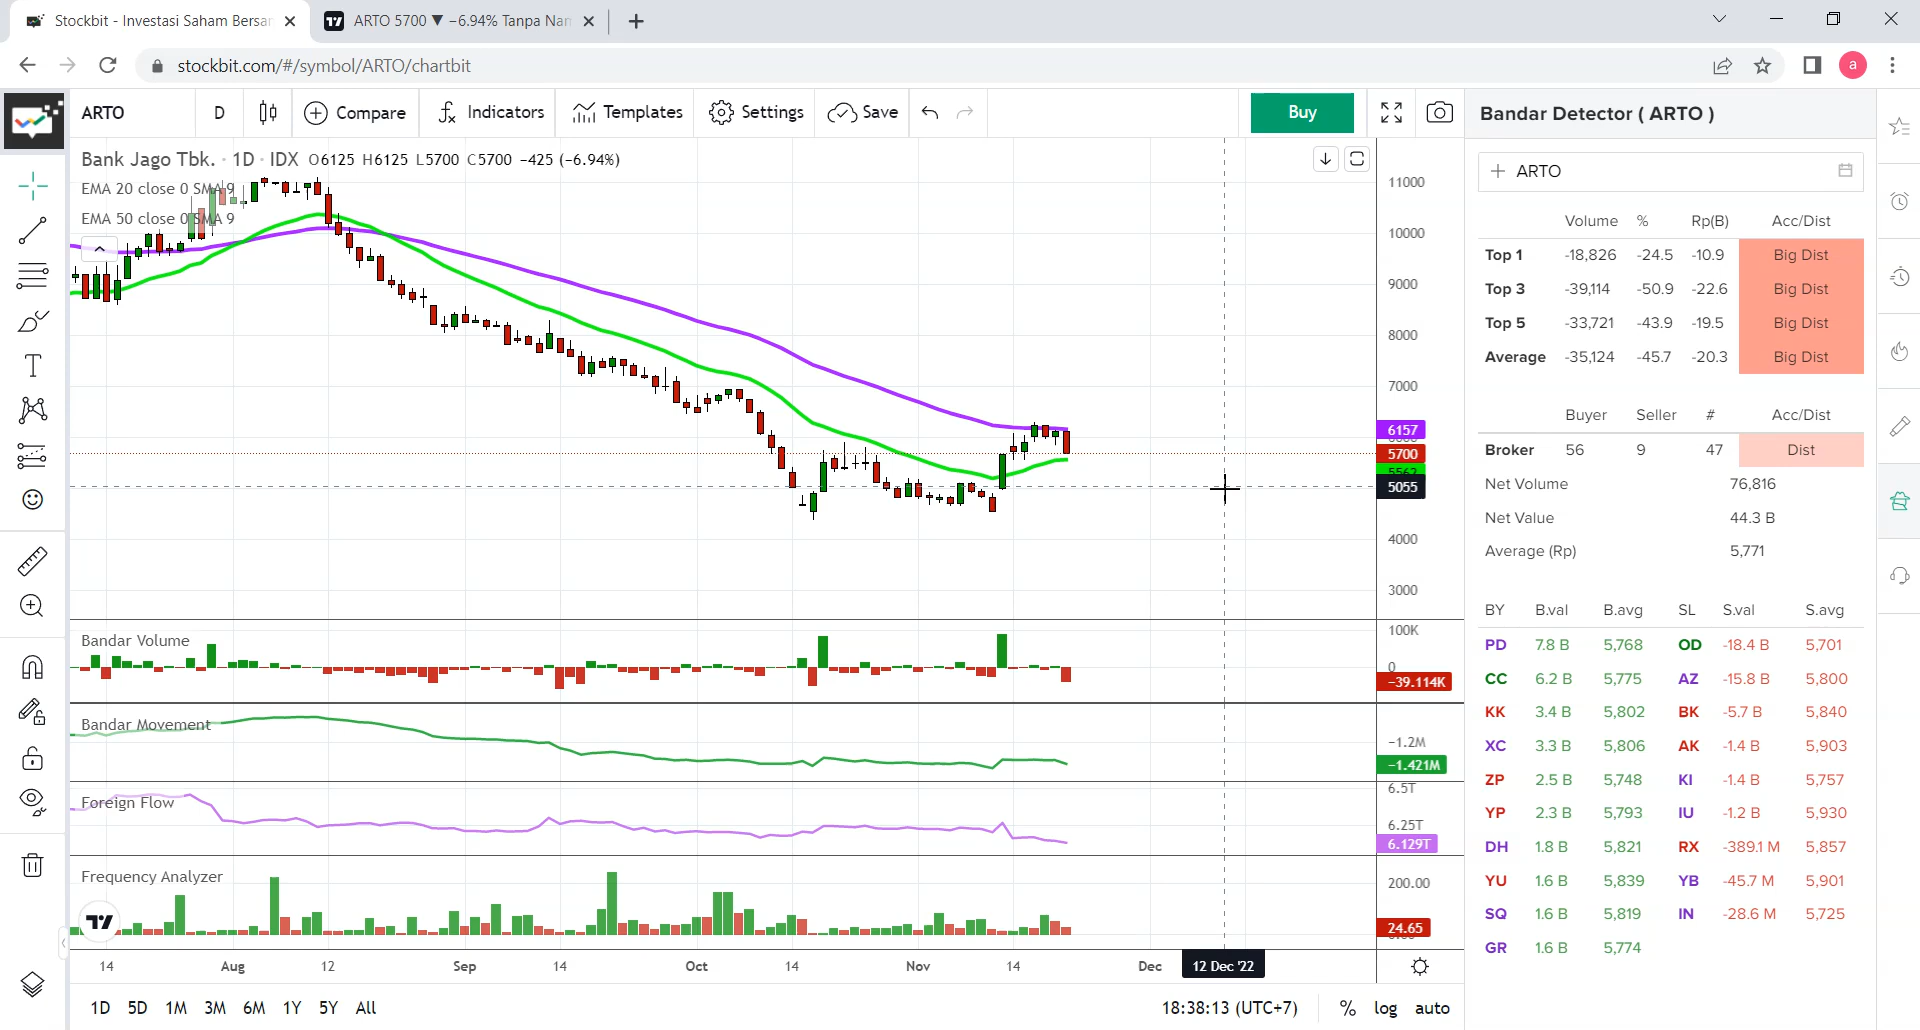 Stockbit - Investasi Saham Bersar
ARTO 5700 ▼ −6.94% Tanpa Nam
stockbit.com/#/symbol/ARTO/chartbit
a
ARTO
D
Compare
Indicators
Templates
Settings
Save
Buy
Bank Jago Tbk. · 1D · IDX O6125 H6125 L5700 C5700 −425 (−6.94%)
EMA 20 close 0 SMA 9
EMA 50 close 0 SMA 9
11000
10000
9000
8000
7000
6157
5700
5562
5055
4000
3000
Bandar Volume
100K
0
−39.114K
Bandar Movement
−1.2M
−1.421M
Foreign Flow
6.5T
6.25T
6.129T
Frequency Analyzer
200.00
24.65
14 Aug 12 Sep 14 Oct 14 Nov 14 Dec 12 Dec '22
1D 5D 1M 3M 6M 1Y 5Y All
18:38:13 (UTC+7) % log auto
Bandar Detector ( ARTO )
ARTO
Volume % Rp(B) Acc/Dist
Top 1 -18,826 -24.5 -10.9 Big Dist
Top 3 -39,114 -50.9 -22.6 Big Dist
Top 5 -33,721 -43.9 -19.5 Big Dist
Average -35,124 -45.7 -20.3 Big Dist
Buyer Seller # Acc/Dist
Broker 56 9 47 Dist
Net Volume 76,816
Net Value 44.3 B
Average (Rp) 5,771
BY B.val B.avg SL S.val S.avg
PD 7.8 B 5,768 OD -18.4 B 5,701
CC 6.2 B 5,775 AZ -15.8 B 5,800
KK 3.4 B 5,802 BK -5.7 B 5,840
XC 3.3 B 5,806 AK -1.4 B 5,903
ZP 2.5 B 5,748 KI -1.4 B 5,757
YP 2.3 B 5,793 IU -1.2 B 5,930
DH 1.8 B 5,821 RX -389.1 M 5,857
YU 1.6 B 5,839 YB -45.7 M 5,901
SQ 1.6 B 5,819 IN -28.6 M 5,725
GR 1.6 B 5,774